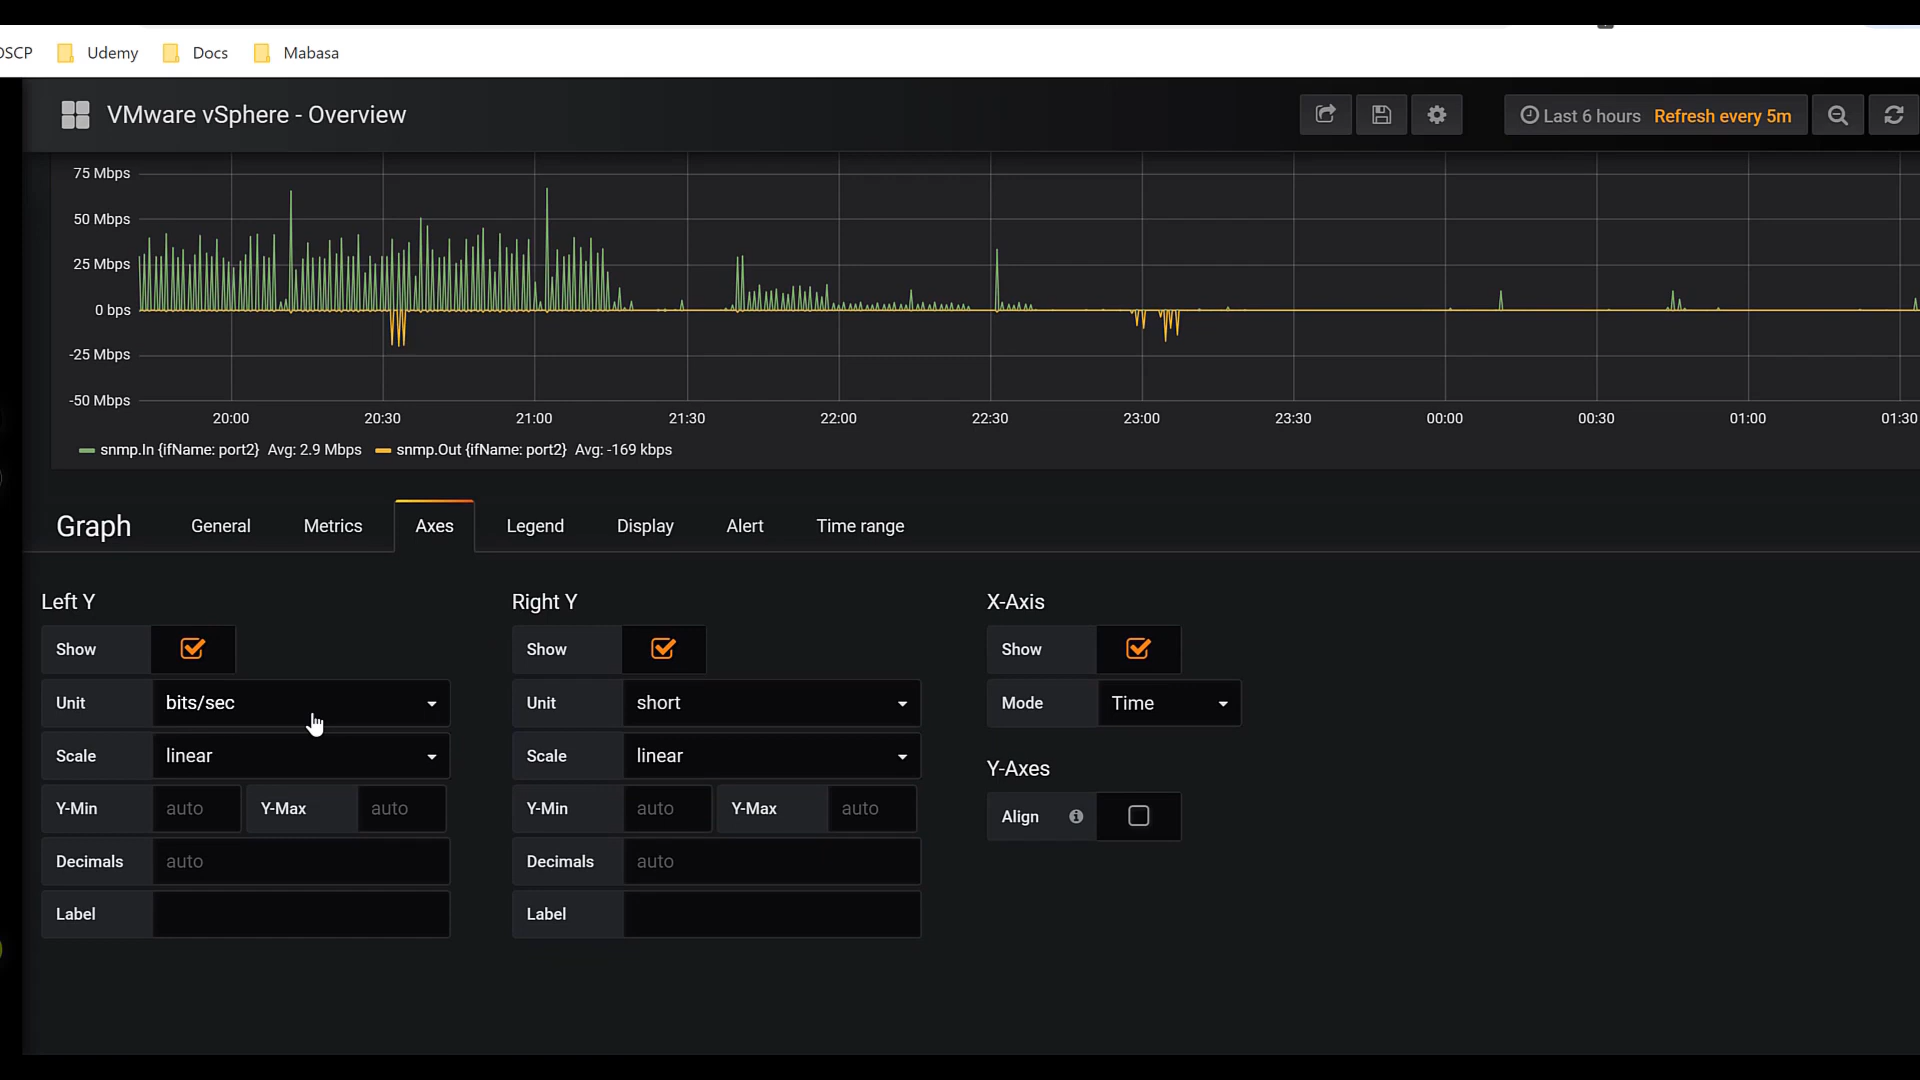 OSCP Udemy Docs Mabasa
VMware vSphere - Overview Last 6 hours Refresh every 5m
75 Mbps
50 Mbps
25 Mbps
0 bps
-25 Mbps
-50 Mbps
20:00 20:30 21:00 21:30 22:00 22:30 23:00 23:30 00:00 00:30 01:00 01:30
snmp.In {ifName: port2} Avg: 2.9 Mbps snmp.Out {ifName: port2} Avg: -169 kbps
Graph General Metrics Axes Legend Display Alert Time range
Left Y
Show
Unit bits/sec
Scale linear
Y-Min auto Y-Max auto
Decimals auto
Label
Right Y
Show
Unit short
Scale linear
Y-Min auto Y-Max auto
Decimals auto
Label
X-Axis
Show
Mode Time
Y-Axes
Align